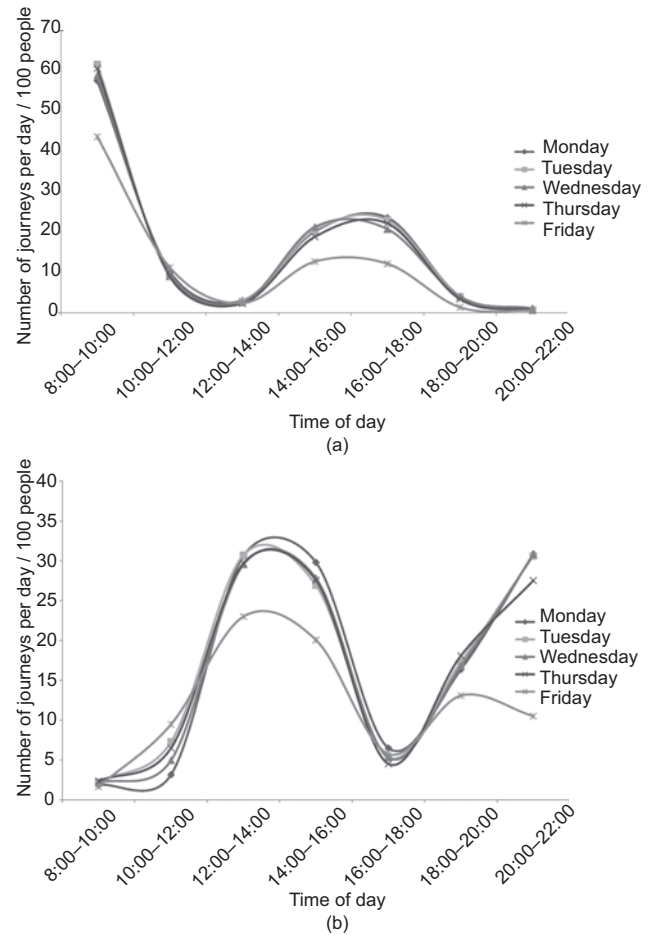 Number of journeys per day / 100 people
70
60
50
40
30
20
10
0
8:00–10:00
10:00–12:00
12:00–14:00
14:00–16:00
16:00–18:00
18:00–20:00
20:00–22:00
Time of day
Monday
Tuesday
Wednesday
Thursday
Friday
(a)
Number of journeys per day / 100 people
40
35
30
25
20
15
10
5
0
8:00–10:00
10:00–12:00
12:00–14:00
14:00–16:00
16:00–18:00
18:00–20:00
20:00–22:00
Time of day
Monday
Tuesday
Wednesday
Thursday
Friday
(b)